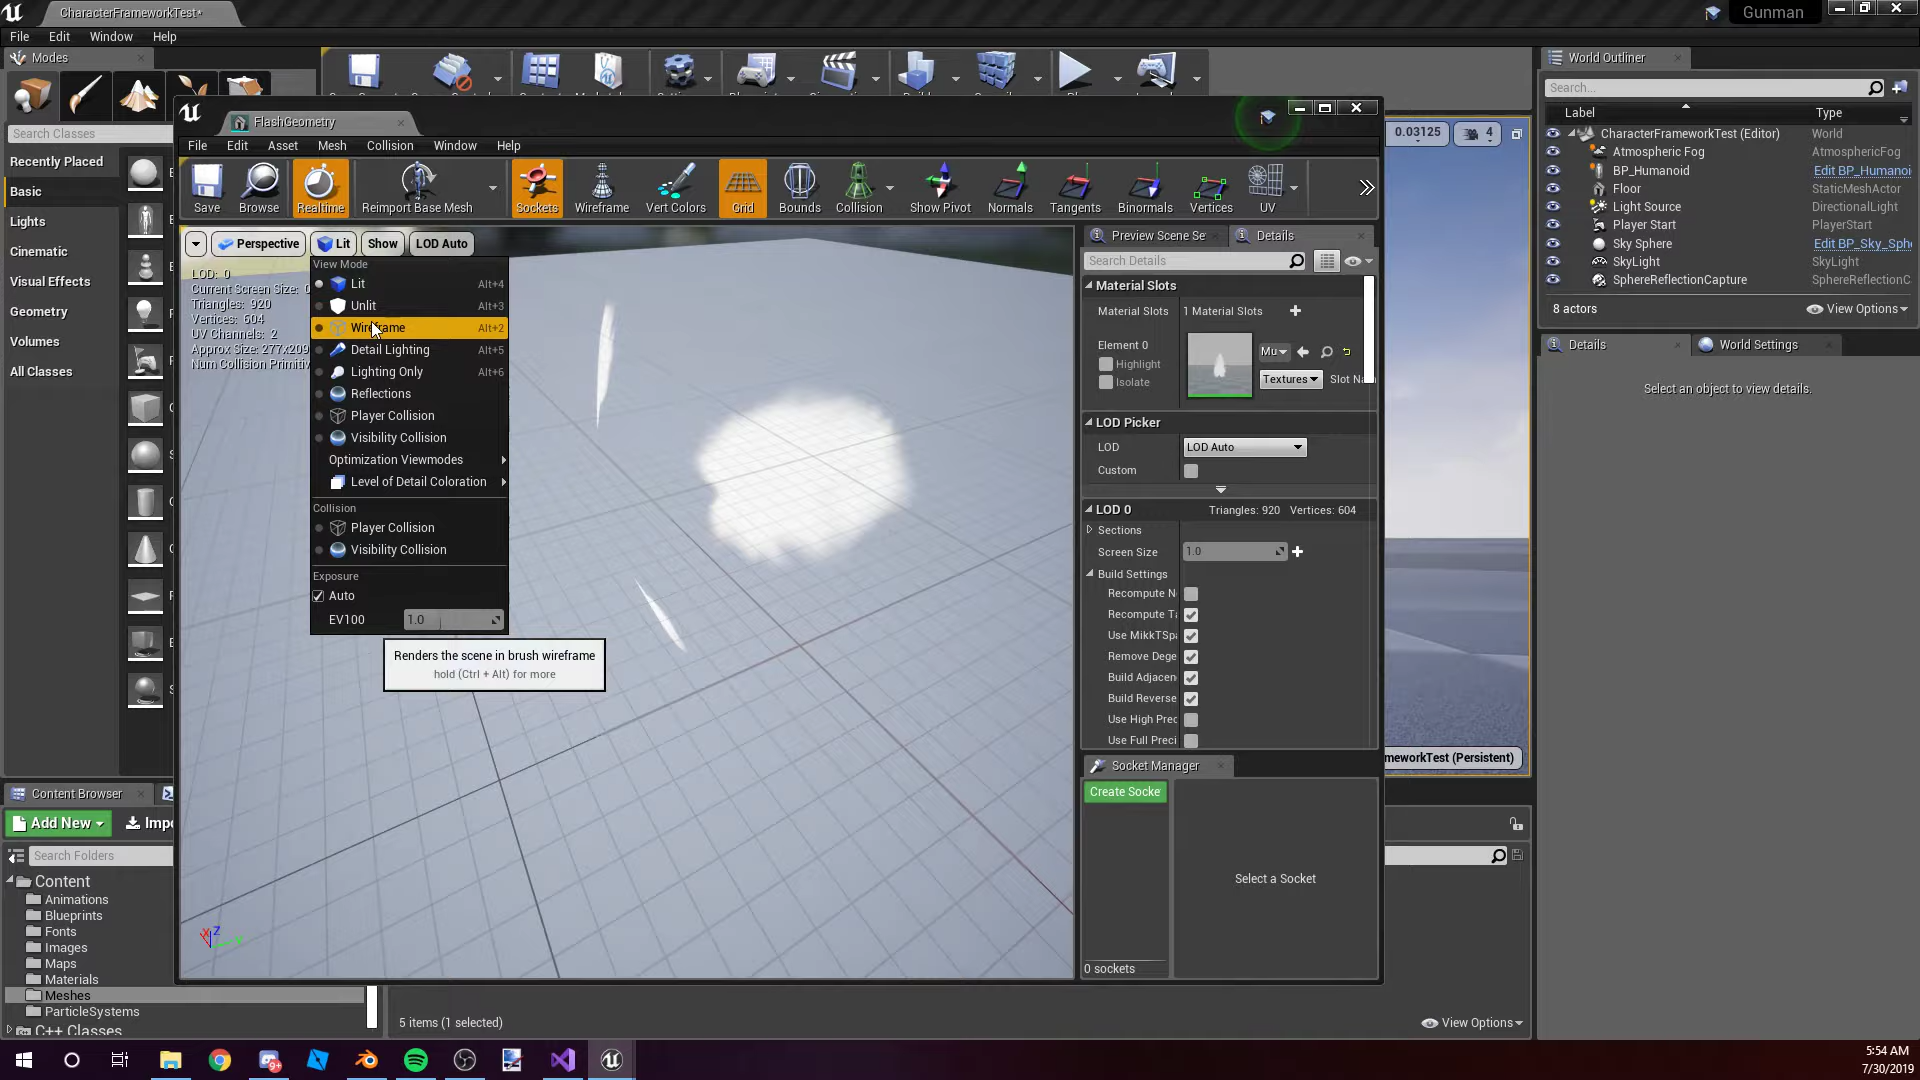 CharacterFrameworkTest*
Gunman
File Edit Window Help
Modes
Search Classes
Recently Placed
Basic
Lights
Cinematic
Visual Effects
Geometry
Volumes
All Classes
FlashGeometry
File Edit Asset Mesh Collision Window Help
Save Browse Realtime Reimport Base Mesh Sockets Wireframe Vert Colors Grid Bounds Collision Show Pivot Normals Tangents Binormals Vertices UV
Perspective Lit Show LOD Auto
LOD: 0
Current Screen Size: 0
Triangles: 920
Vertices: 604
UV Channels: 2
Approx Size: 277x209
Num Collision Primitiv
View Mode
Lit Alt+4
Unlit Alt+3
Wireframe Alt+2
Detail Lighting Alt+5
Lighting Only Alt+6
Reflections
Player Collision
Visibility Collision
Optimization Viewmodes
Level of Detail Coloration
Collision
Player Collision
Visibility Collision
Exposure
Auto
EV100 1.0
Renders the scene in brush wireframe
hold (Ctrl + Alt) for more
Preview Scene Se Details
Search Details
Material Slots
Material Slots 1 Material Slots
Element 0
Highlight
Isolate
Mu
Textures Slot Na
LOD Picker
LOD LOD Auto
Custom
LOD 0 Triangles: 920 Vertices: 604
Sections
Screen Size 1.0
Build Settings
Recompute N
Recompute Ta
Use MikkTSpa
Remove Dege
Build Adjacen
Build Reverse
Use High Prec
Use Full Preci
Socket Manager
Create Socke
Select a Socket
0 sockets
0.03125 4
meworkTest (Persistent)
World Outliner
Search...
Label Type
CharacterFrameworkTest (Editor) World
Atmospheric Fog AtmosphericFog
BP_Humanoid Edit BP_Humanoi
Floor StaticMeshActor
Light Source DirectionalLight
Player Start PlayerStart
Sky Sphere Edit BP_Sky_Sph
SkyLight SkyLight
SphereReflectionCapture SphereReflectionC
8 actors View Options
Details World Settings
Select an object to view details.
Content Browser
Add New Impo
Search Folders
Content
Animations
Blueprints
Fonts
Images
Maps
Materials
Meshes
ParticleSystems
C++ Classes
5 items (1 selected)
View Options
5:54 AM
7/30/2019